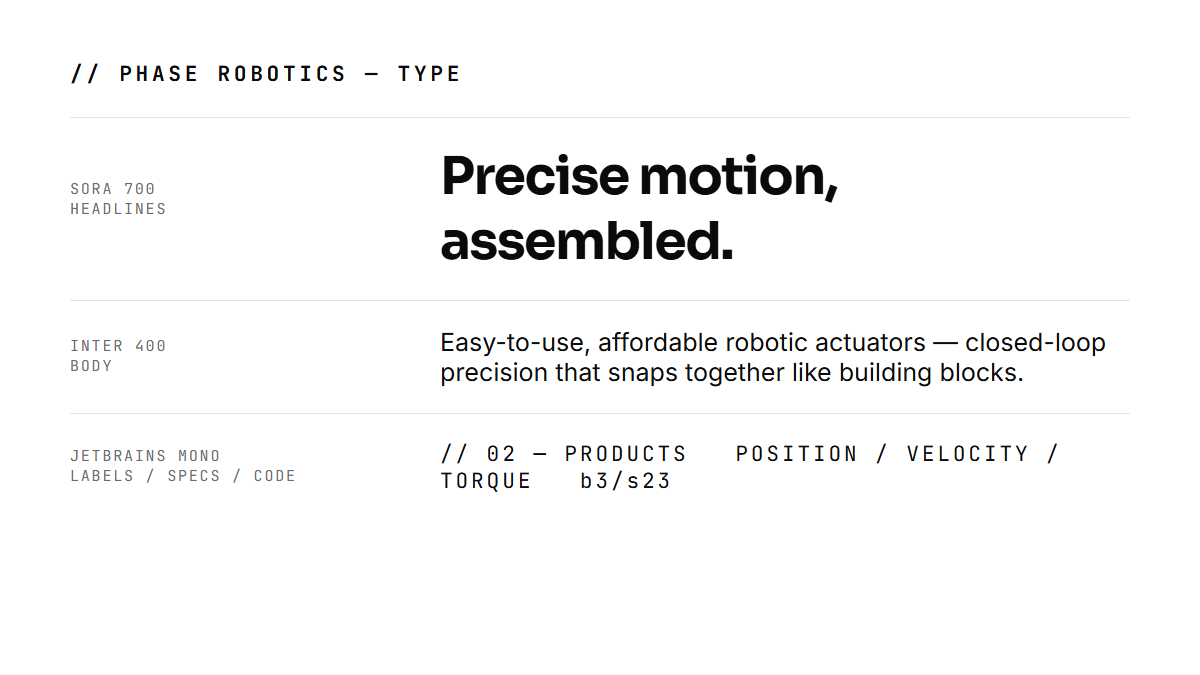 // PHASE ROBOTICS — TYPE
SORA 700
HEADLINES
Precise motion,
assembled.
INTER 400
BODY
Easy-to-use, affordable robotic actuators — closed-loop
precision that snaps together like building blocks.
JETBRAINS MONO
LABELS / SPECS / CODE
// 02 — PRODUCTS   POSITION / VELOCITY /
TORQUE   b3/s23